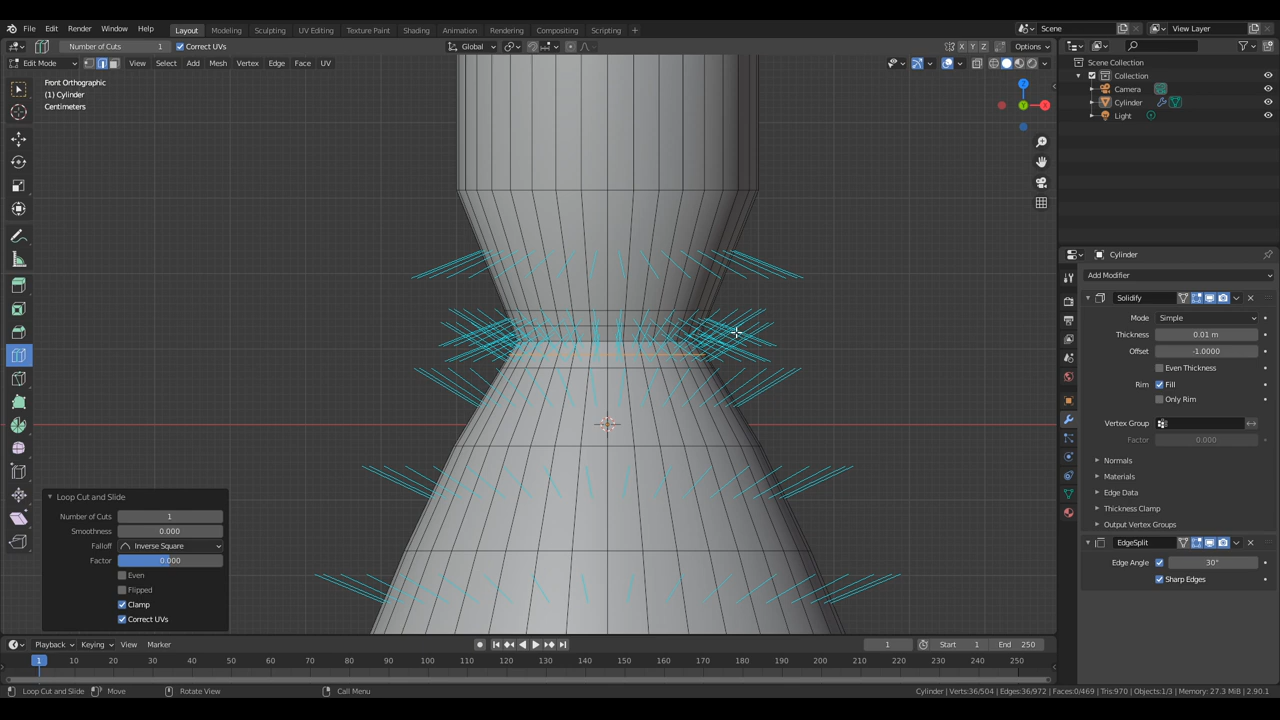 File Edit Render Window Help Layout Modeling Sculpting UV Editing Texture Paint Shading Animation Rendering Compositing Scripting + Scene View Layer
Number of Cuts 1 Correct UVs Global X Y Z Options
Edit Mode View Select Add Mesh Vertex Edge Face UV
Front Orthographic
(1) Cylinder
Centimeters
Z
Y
X
Scene Collection
Collection
Camera
Cylinder
Light
Cylinder
Add Modifier
Solidify
Mode Simple
Thickness 0.01 m
Offset -1.0000
Even Thickness
Rim Fill
Only Rim
Vertex Group
Factor 0.000
Normals
Materials
Edge Data
Thickness Clamp
Output Vertex Groups
EdgeSplit
Edge Angle 30°
Sharp Edges
Loop Cut and Slide
Number of Cuts 1
Smoothness 0.000
Falloff Inverse Square
Factor 0.000
Even
Flipped
Clamp
Correct UVs
Playback Keying View Marker 1 Start 1 End 250
1 10 20 30 40 50 60 70 80 90 100 110 120 130 140 150 160 170 180 190 200 210 220 230 240 250
Loop Cut and Slide Move Rotate View Call Menu Cylinder | Verts:36/504 | Edges:36/972 | Faces:0/469 | Tris:970 | Objects:1/3 | Memory: 27.3 MiB | 2.90.1